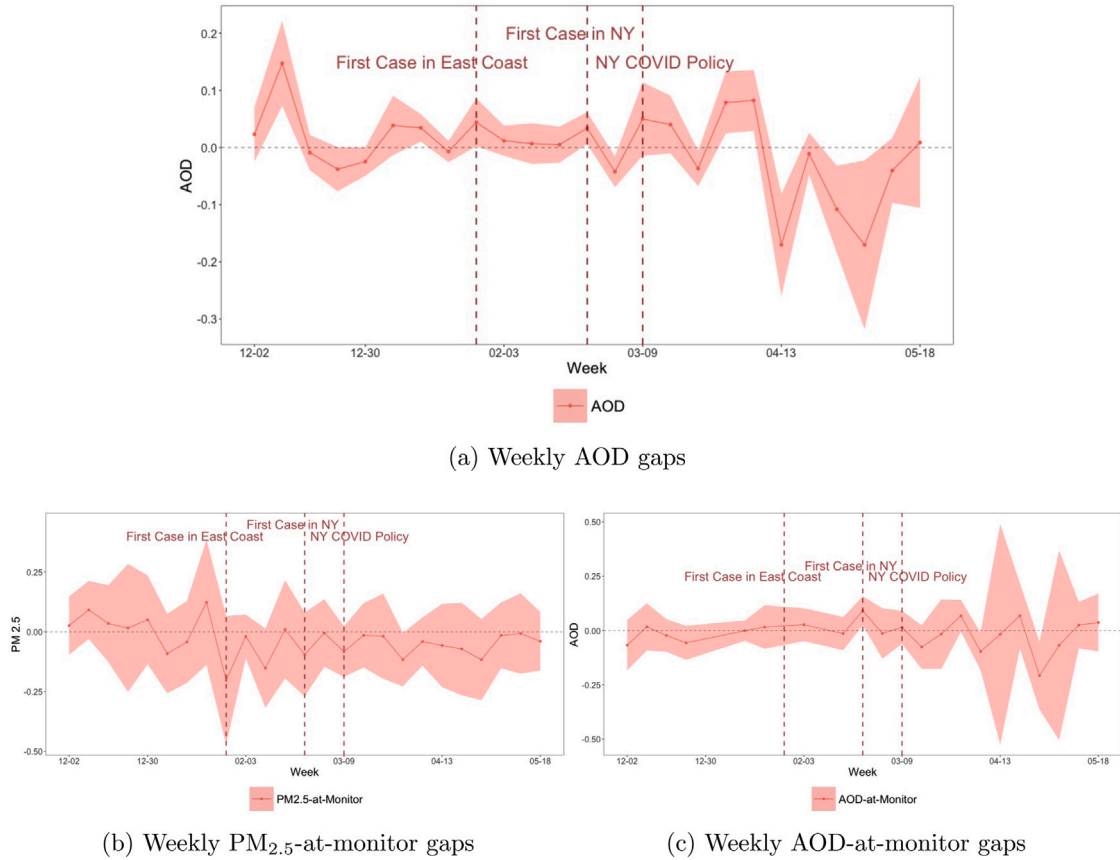 First Case in NY
First Case in East Coast
NY COVID Policy
0.2
0.1
0.0
-0.1
-0.2
-0.3
AOD
12-02
12-30
02-03
03-09
04-13
05-18
Week
AOD
(a) Weekly AOD gaps
First Case in NY
First Case in East Coast
NY COVID Policy
0.25
0.00
-0.25
-0.50
PM 2.5
12-02
12-30
02-03
03-09
04-13
05-18
Week
PM2.5-at-Monitor
(b) Weekly PM2.5-at-monitor gaps
0.50
0.25
0.00
-0.25
-0.50
AOD
First Case in NY
First Case in East Coast
NY COVID Policy
12-02
12-30
02-03
03-09
04-13
05-18
Week
AOD-at-Monitor
(c) Weekly AOD-at-monitor gaps